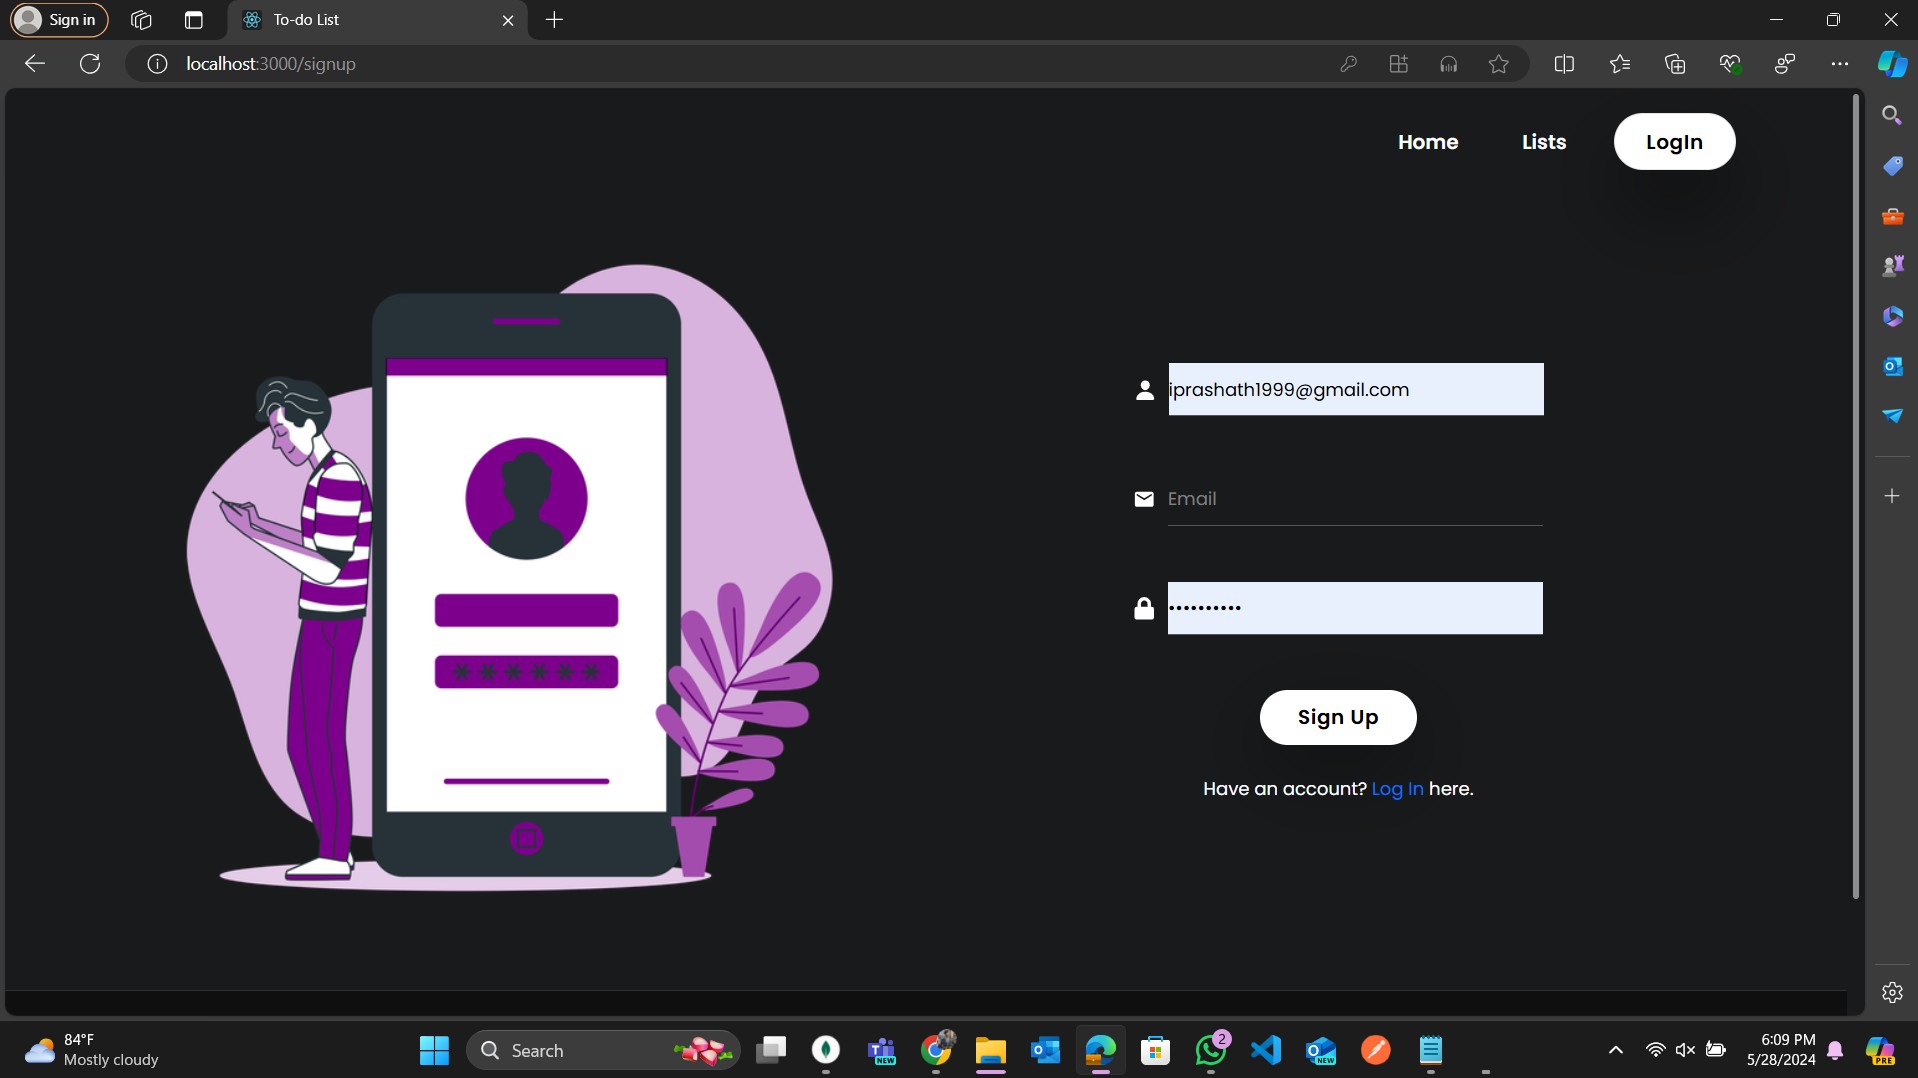 Sign in
To-do List
localhost:3000/signup
Home
Lists
LogIn
iprashath1999@gmail.com
Email
••••••••••
******
Sign Up
Have an account? Log In here.
84°F
Mostly cloudy
Search
NEW
2
NEW
6:09 PM
5/28/2024
PRE